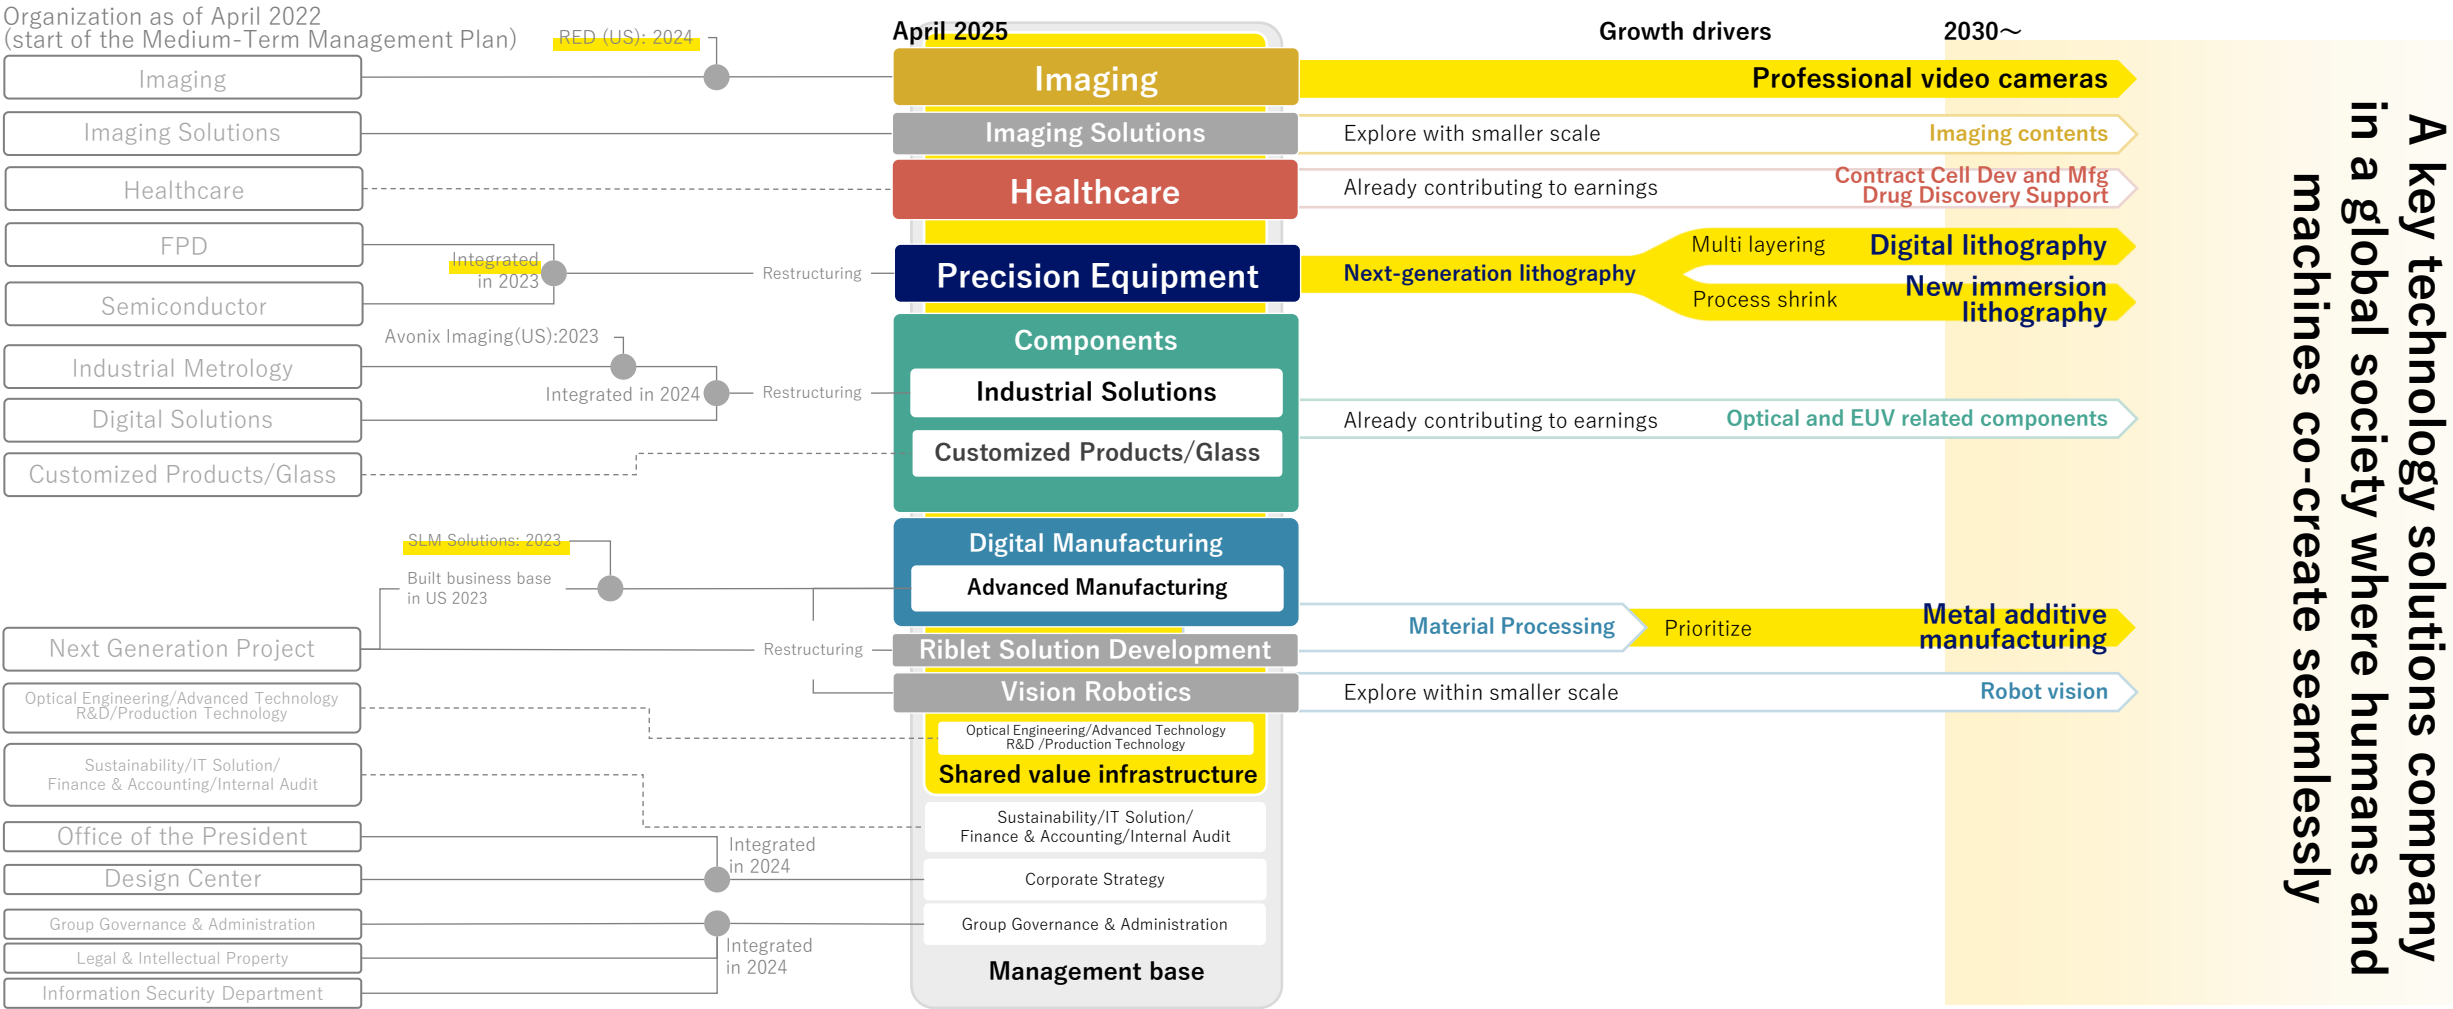 Organization as of April 2022
(start of the Medium-Term Management Plan)
RED (US): 2024
Imaging
Imaging Solutions
Healthcare
FPD
Semiconductor
Integrated
in 2023
Restructuring
Avonix Imaging(US):2023
Industrial Metrology
Integrated in 2024
Restructuring
Digital Solutions
Customized Products/Glass
SLM Solutions: 2023
Built business base
in US 2023
Next Generation Project
Restructuring
Optical Engineering/Advanced Technology
R&D/Production Technology
Sustainability/IT Solution/
Finance & Accounting/Internal Audit
Office of the President
Integrated
in 2024
Design Center
Group Governance & Administration
Legal & Intellectual Property
Integrated
in 2024
Information Security Department
April 2025
Imaging
Imaging Solutions
Healthcare
Precision Equipment
Components
Industrial Solutions
Customized Products/Glass
Digital Manufacturing
Advanced Manufacturing
Riblet Solution Development
Vision Robotics
Optical Engineering/Advanced Technology
R&D /Production Technology
Shared value infrastructure
Sustainability/IT Solution/
Finance & Accounting/Internal Audit
Corporate Strategy
Group Governance & Administration
Management base
Growth drivers
2030～
Professional video cameras
Explore with smaller scale
Imaging contents
Already contributing to earnings
Contract Cell Dev and Mfg
Drug Discovery Support
Next-generation lithography
Multi layering
Digital lithography
Process shrink
New immersion
lithography
Already contributing to earnings
Optical and EUV related components
Material Processing
Prioritize
Metal additive
manufacturing
Explore within smaller scale
Robot vision
A key technology solutions company
in a global society where humans and
machines co-create seamlessly